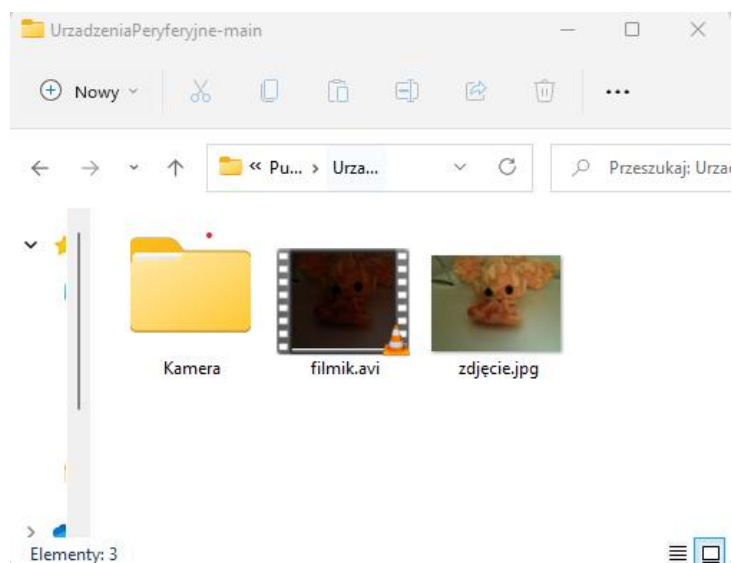 UrzadzeniaPeryferyjne-main
Nowy
« Pu... › Urza...
Przeszukaj: Urza
Kamera
filmik.avi
zdjęcie.jpg
Elementy: 3